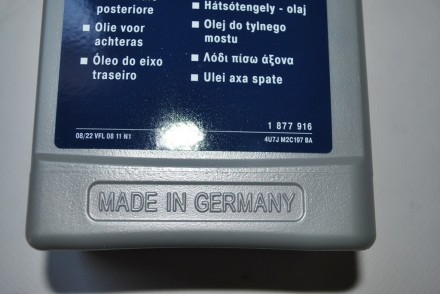 posteriore
Olie voor
achteras
Óleo do eixo
traseiro
Hátsótengely - olaj
Olej do tylnego
mostu
Λάδι πίσω άξονα
Ulei axa spate
1 877 916
08/22 VFL 08 11 N1
4U7J M2C197 BA
MADE IN GERMANY